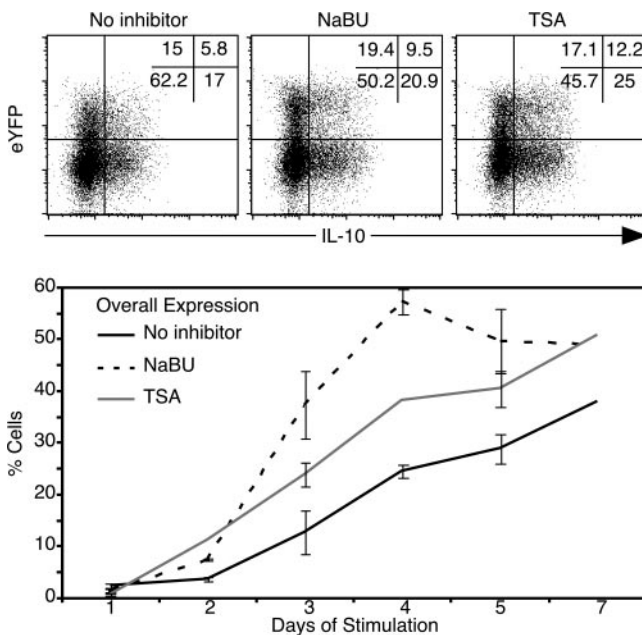 No inhibitor NaBU TSA
15 5.8 19.4 9.5 17.1 12.2
62.2 17 50.2 20.9 45.7 25
eYFP
IL-10
60
Overall Expression
50
No inhibitor
NaBU
40
TSA
30
% Cells
20
10
0
1 2 3 4 5 7
Days of Stimulation